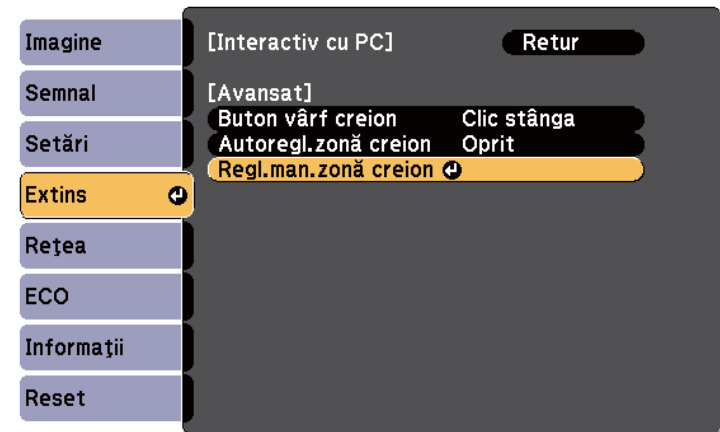 Imagine
Semnal
Setări
Extins
Reţea
ECO
Informaţii
Reset
[Interactiv cu PC] Retur
[Avansat]
Buton vârf creion Clic stânga
Autoregl.zonă creion Oprit
Regl.man.zonă creion